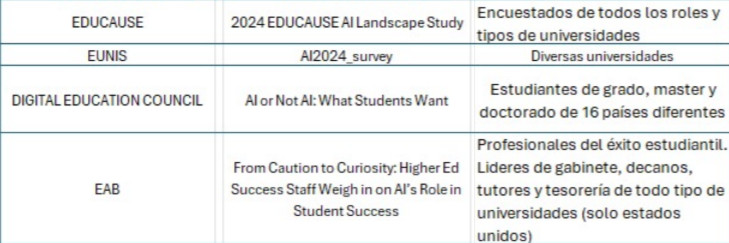 EDUCAUSE
2024 EDUCAUSE AI Landscape Study
Encuestados de todos los roles y
tipos de universidades
EUNIS
AI2024_survey
Diversas universidades
DIGITAL EDUCATION COUNCIL
AI or Not AI: What Students Want
Estudiantes de grado, master y
doctorado de 16 países diferentes
EAB
From Caution to Curiosity: Higher Ed
Success Staff Weigh in on AI's Role in
Student Success
Profesionales del éxito estudiantil.
Lideres de gabinete, decanos,
tutores y tesorería de todo tipo de
universidades (solo estados
unidos)